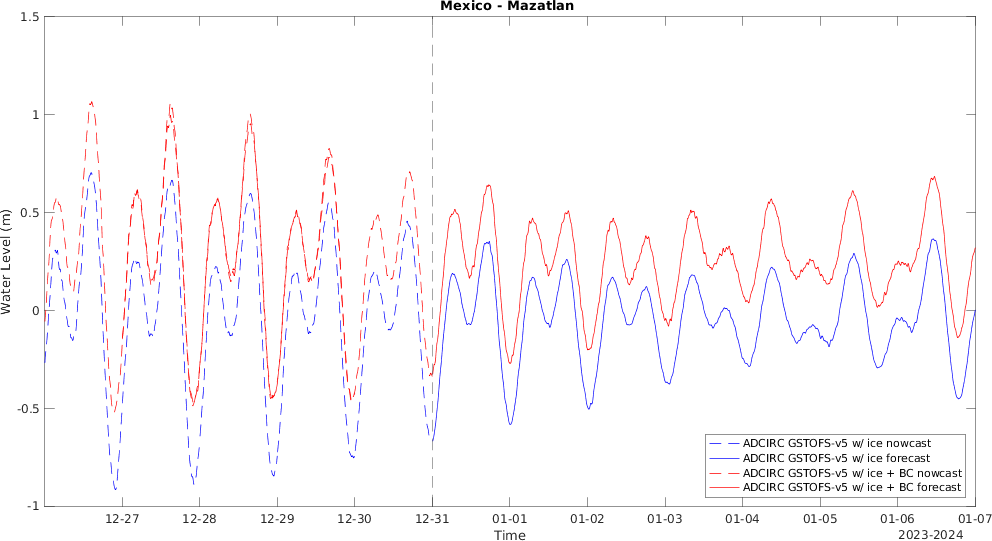 Mexico - Mazatlan
1.5
1
0.5
0
-0.5
-1
Water Level (m)
ADCIRC GSTOFS-v5 w/ ice nowcast
ADCIRC GSTOFS-v5 w/ ice forecast
ADCIRC GSTOFS-v5 w/ ice + BC nowcast
ADCIRC GSTOFS-v5 w/ ice + BC forecast
12-27 12-28 12-29 12-30 12-31 01-01 01-02 01-03 01-04 01-05 01-06 01-07
Time
2023-2024